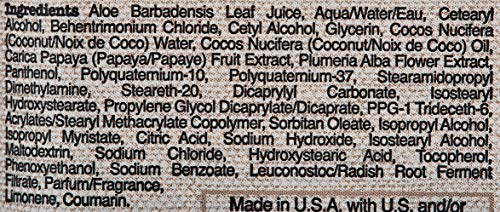 Ingredients Aloe Barbadensis Leaf Juice, Aqua/Water/Eau, Cetearyl
Alcohol, Behentrimonium Chloride, Cetyl Alcohol, Glycerin, Cocos Nucifera
(Coconut/Noix de Coco) Water, Cocos Nucifera (Coconut/Noix de Coco) Oil,
Carica Papaya (Papaya/Papaye) Fruit Extract, Plumeria Alba Flower Extract,
Panthenol, Polyquaternium-10, Polyquaternium-37, Stearamidopropyl
Dimethylamine, Steareth-20, Dicaprylyl Carbonate, Isostearyl
Hydroxystearate, Propylene Glycol Dicaprylate/Dicaprate, PPG-1 Trideceth-6,
Acrylates/Stearyl Methacrylate Copolymer, Sorbitan Oleate, Isopropyl Alcohol,
Isopropyl Myristate, Citric Acid, Sodium Hydroxide, Isostearyl Alcohol,
Maltodextrin, Sodium Chloride, Hydroxystearic Acid, Tocopherol,
Phenoxyethanol, Sodium Benzoate, Leuconostoc/Radish Root Ferment
Filtrate, Parfum/Fragrance,
Limonene, Coumarin.
Made in U.S.A. with U.S. and/or